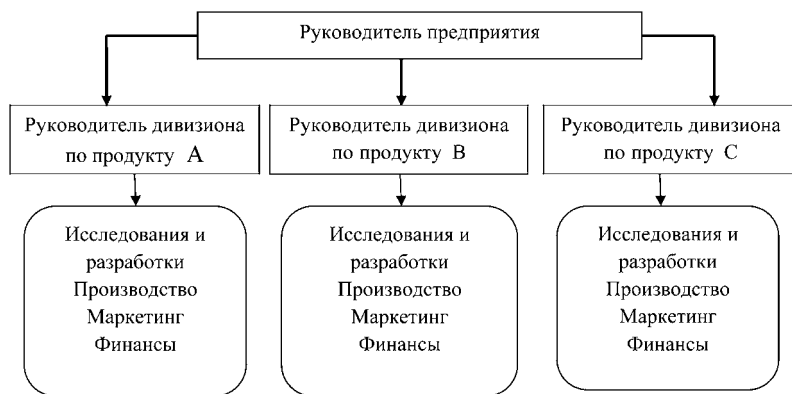 Руководитель предприятия
Руководитель дивизиона
по продукту A
Руководитель дивизиона
по продукту B
Руководитель дивизиона
по продукту C
Исследования и
разработки
Производство
Маркетинг
Финансы
Исследования и
разработки
Производство
Маркетинг
Финансы
Исследования и
разработки
Производство
Маркетинг
Финансы